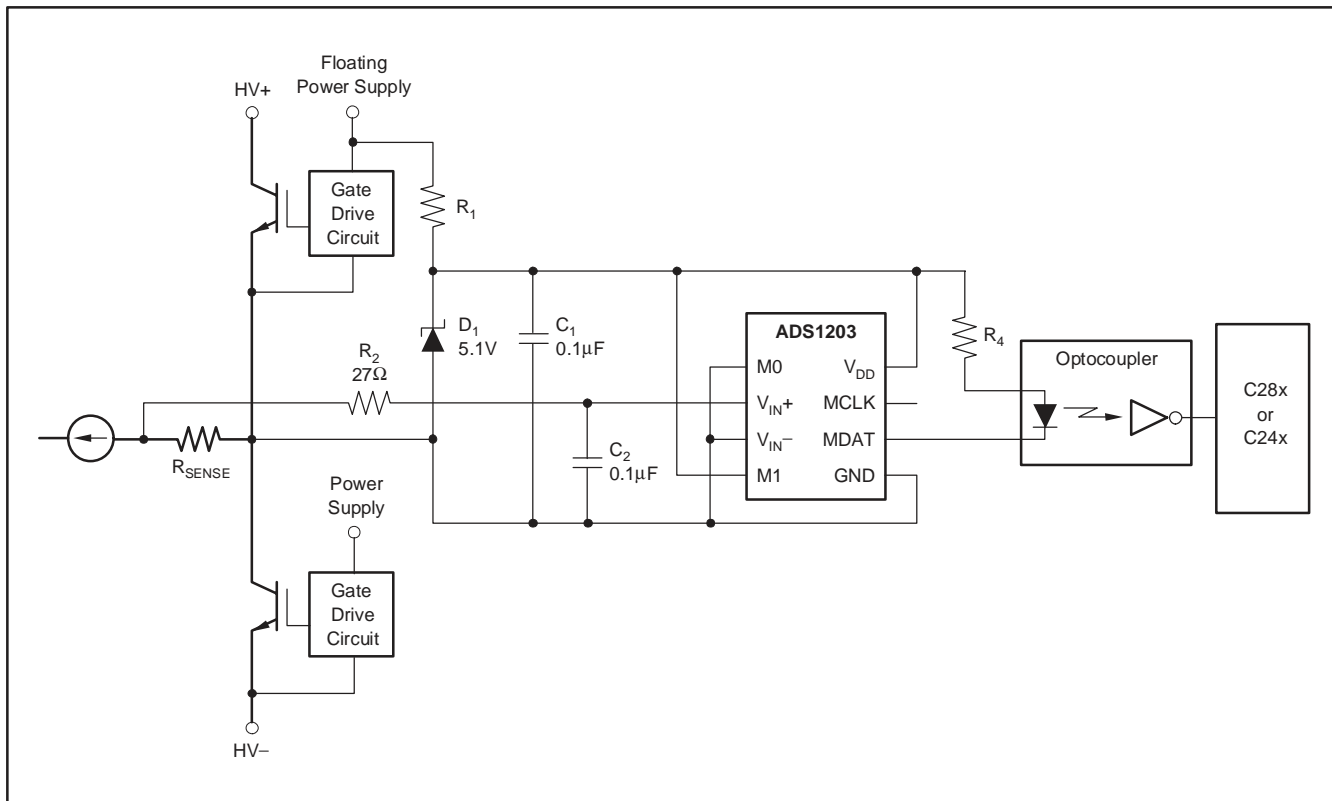 Floating
Power Supply
HV+
Gate
Drive
Circuit
R1
D1
5.1V
C1
0.1μF
R2
27Ω
RSENSE
C2
0.1μF
ADS1203
M0
VIN+
VIN−
M1
VDD
MCLK
MDAT
GND
R4
Optocoupler
C28x
or
C24x
Power
Supply
Gate
Drive
Circuit
HV−